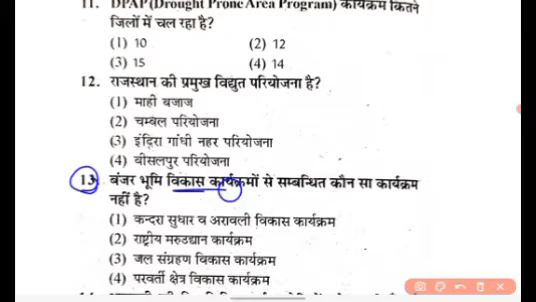 11. DPAP(Drought Prone Area Program) कार्यक्रम कितने
जिलों में चल रहा है?
(1) 10 (2) 12
(3) 15 (4) 14
12. राजस्थान की प्रमुख विद्युत परियोजना है?
(1) माही बजाज
(2) चम्बल परियोजना
(3) इंदिरा गांधी नहर परियोजना
(4) बीसलपुर परियोजना
13. बंजर भूमि विकास कार्यक्रमों से सम्बन्धित कौन सा कार्यक्रम
नहीं है?
(1) कन्दरा सुधार व अरावली विकास कार्यक्रम
(2) राष्ट्रीय मरुउद्यान कार्यक्रम
(3) जल संग्रहण विकास कार्यक्रम
(4) परवर्ती क्षेत्र विकास कार्यक्रम